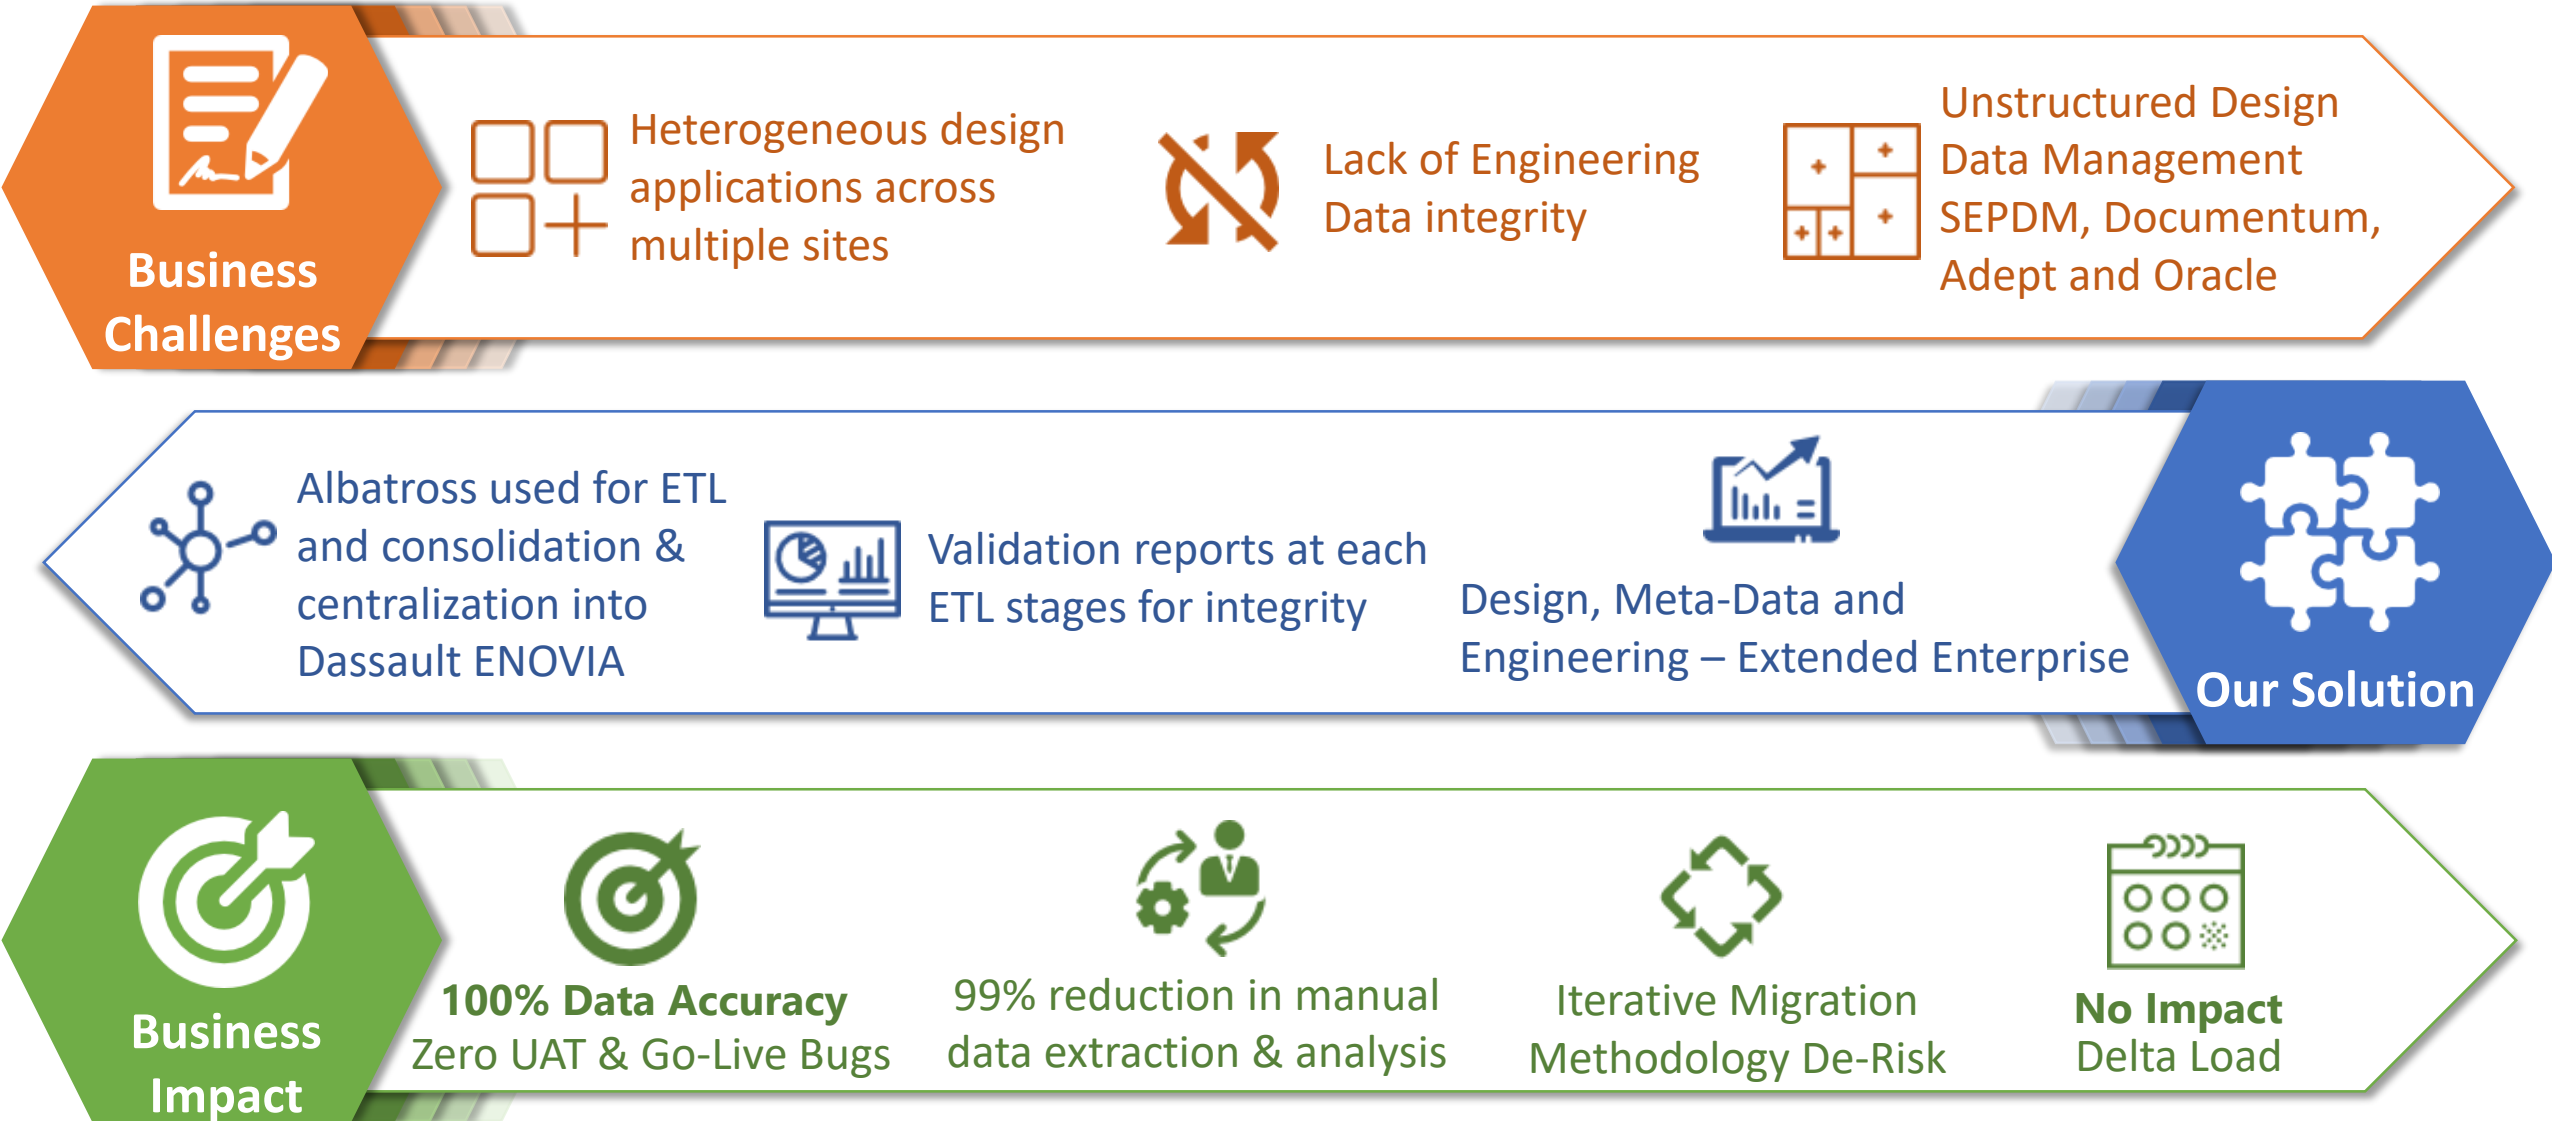 Business
Challenges
Heterogeneous design
applications across
multiple sites
Lack of Engineering
Data integrity
Unstructured Design
Data Management
SEPDM, Documentum,
Adept and Oracle
Albatross used for ETL
and consolidation &
centralization into
Dassault ENOVIA
Validation reports at each
ETL stages for integrity
Design, Meta-Data and
Engineering – Extended Enterprise
Our Solution
Business
Impact
100% Data Accuracy
Zero UAT & Go-Live Bugs
99% reduction in manual
data extraction & analysis
Iterative Migration
Methodology De-Risk
No Impact
Delta Load